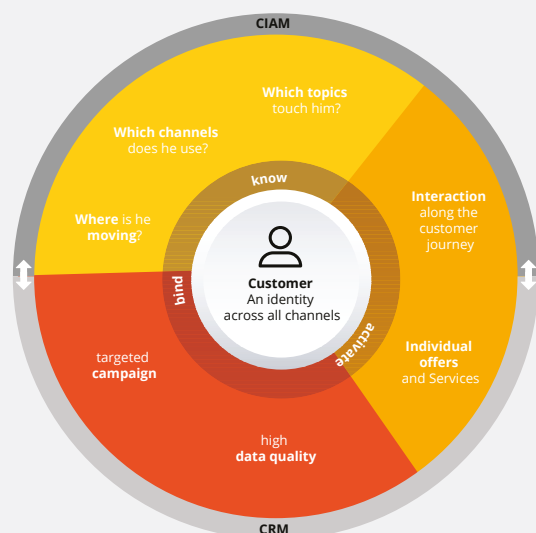 CIAM
Which topics
touch him?
Which channels
does he use?
know
Where is he
moving?
Interaction
along the
customer
journey
Customer
An identity
across all channels
bind
activate
targeted
campaign
Individual
offers
and Services
high
data quality
CRM